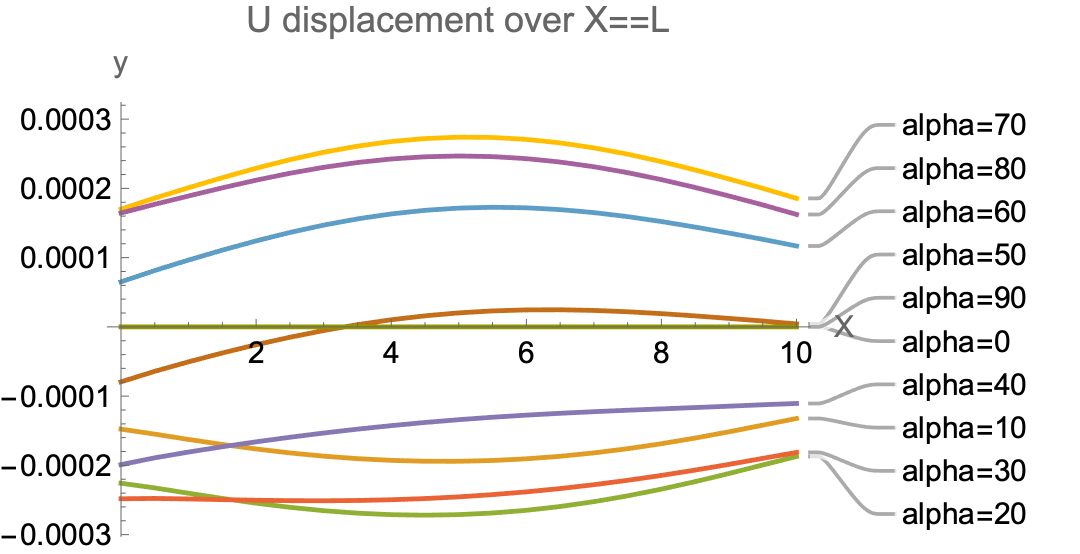 U displacement over X==L
y
0.0003
0.0002
0.0001
-0.0001
-0.0002
-0.0003
2 4 6 8 10
X
alpha=70
alpha=80
alpha=60
alpha=50
alpha=90
alpha=0
alpha=40
alpha=10
alpha=30
alpha=20